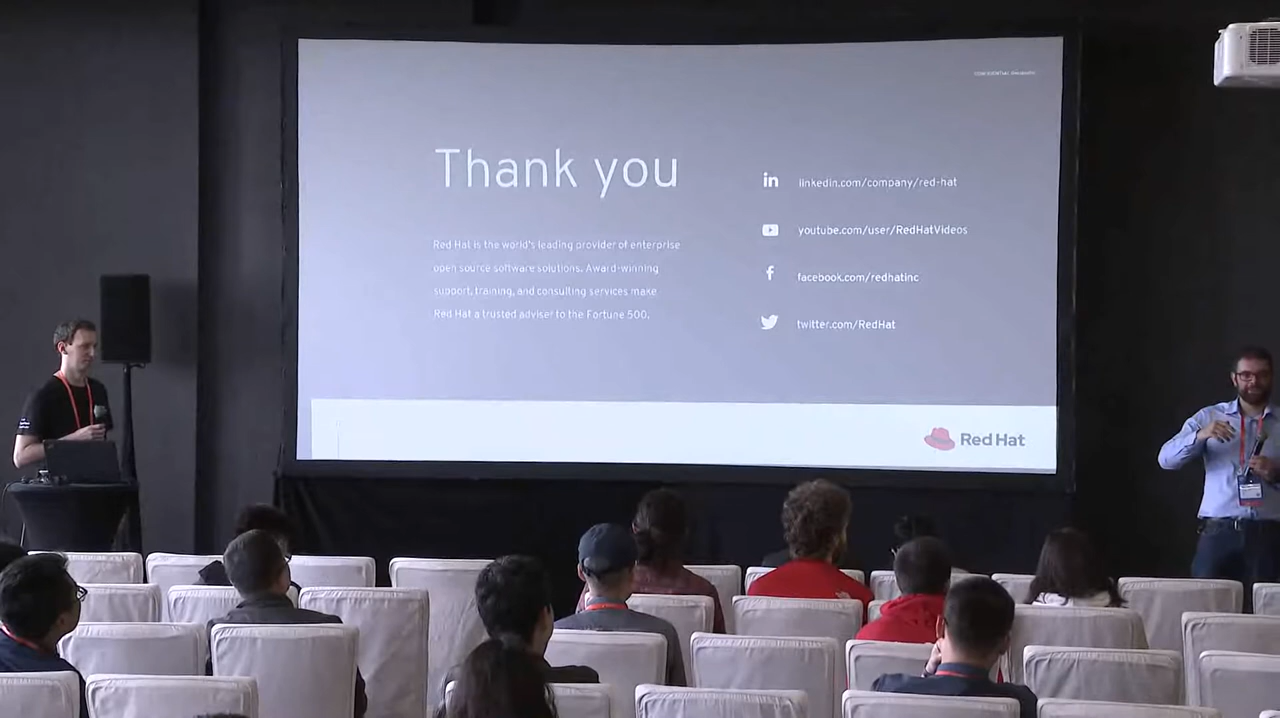 Thank you
Red Hat is the world's leading provider of enterprise
open source software solutions. Award-winning
support, training, and consulting services make
Red Hat a trusted adviser to the Fortune 500.
in
linkedin.com/company/red-hat
youtube.com/user/RedHatVideos
f
facebook.com/redhatinc
twitter.com/RedHat
Red Hat